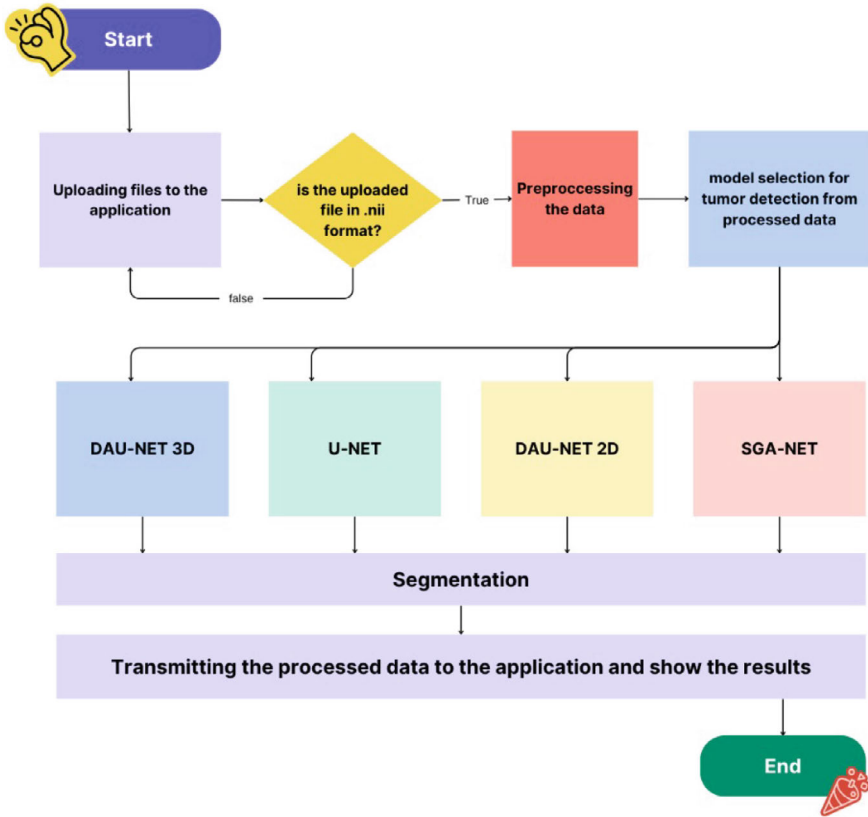 Start
Uploading files to the
application
is the uploaded
file in .nii
format?
True
Preproccessing
the data
model selection for
tumor detection from
processed data
false
DAU-NET 3D
U-NET
DAU-NET 2D
SGA-NET
Segmentation
Transmitting the processed data to the application and show the results
End